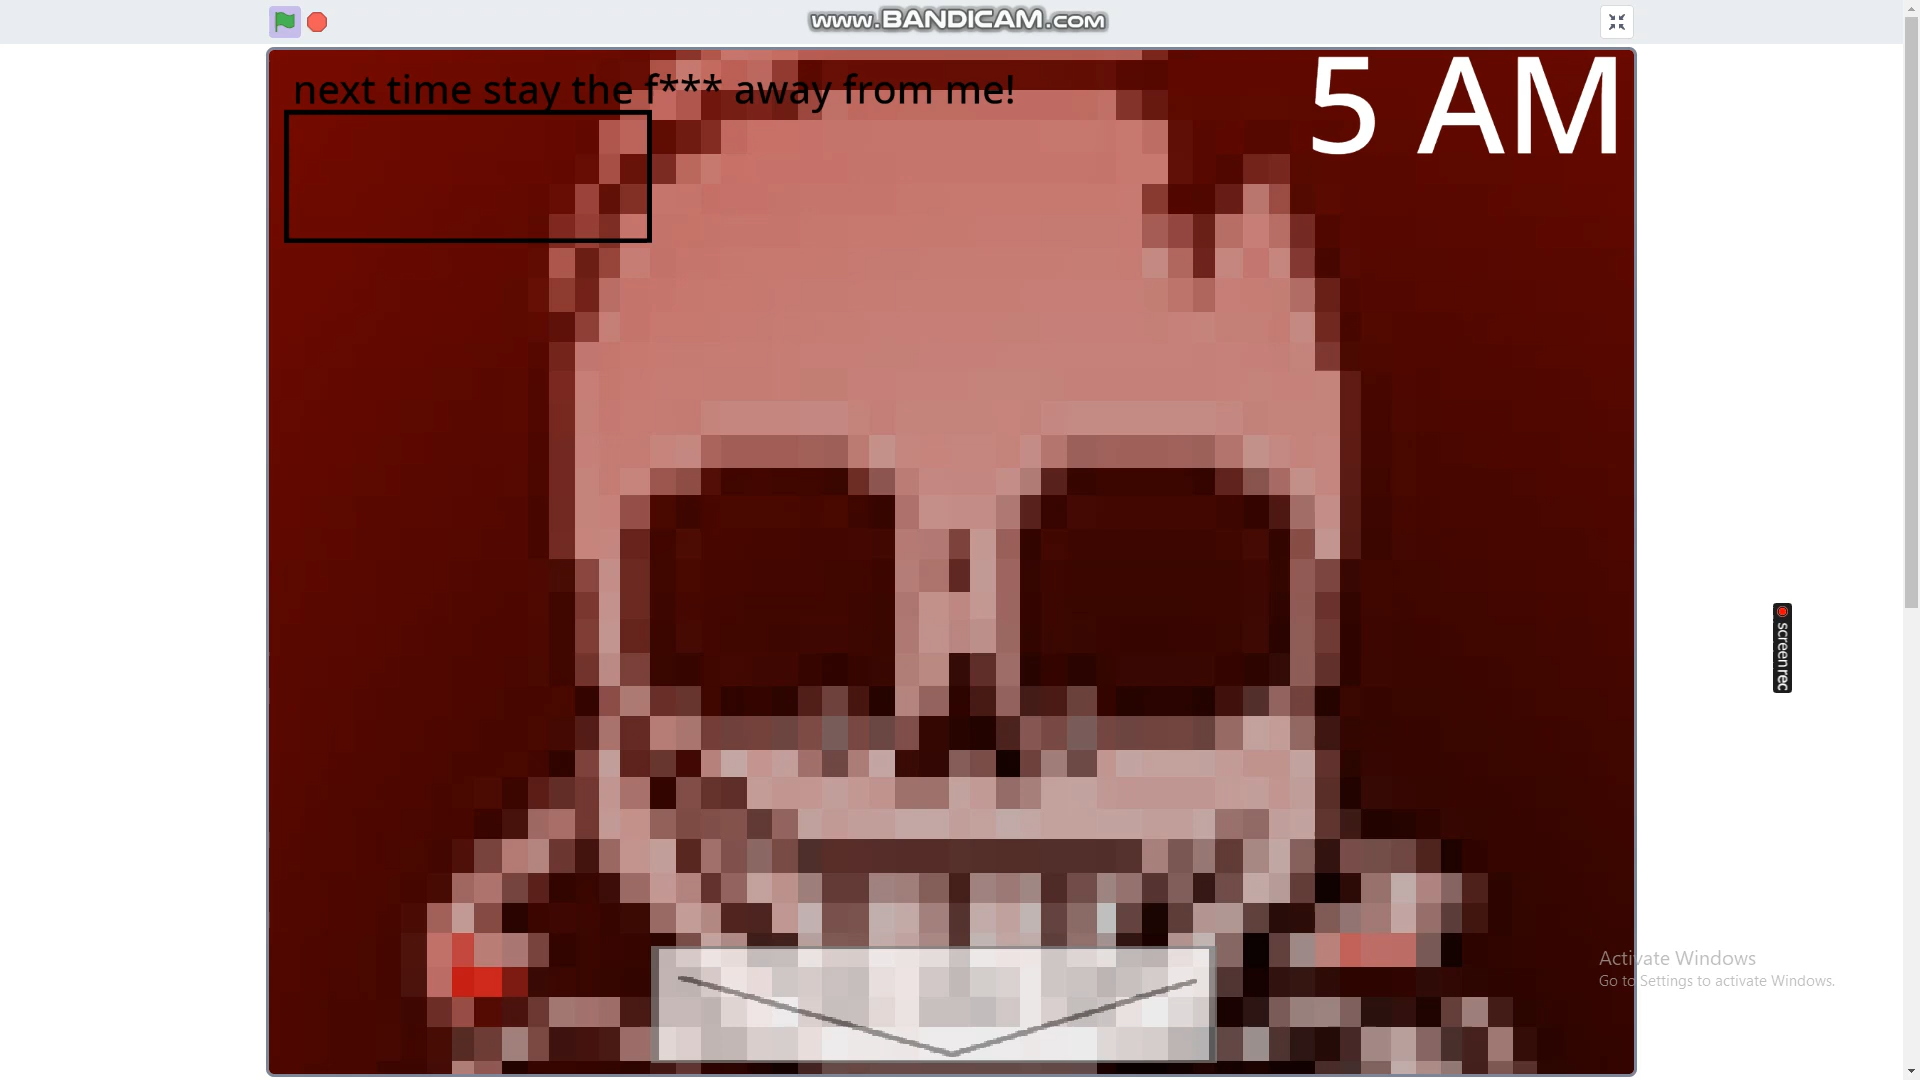 www.BANDICAM.com
next time stay the f*** away from me!
5 AM
screenrec
Activate Windows
Go to Settings to activate Windows.